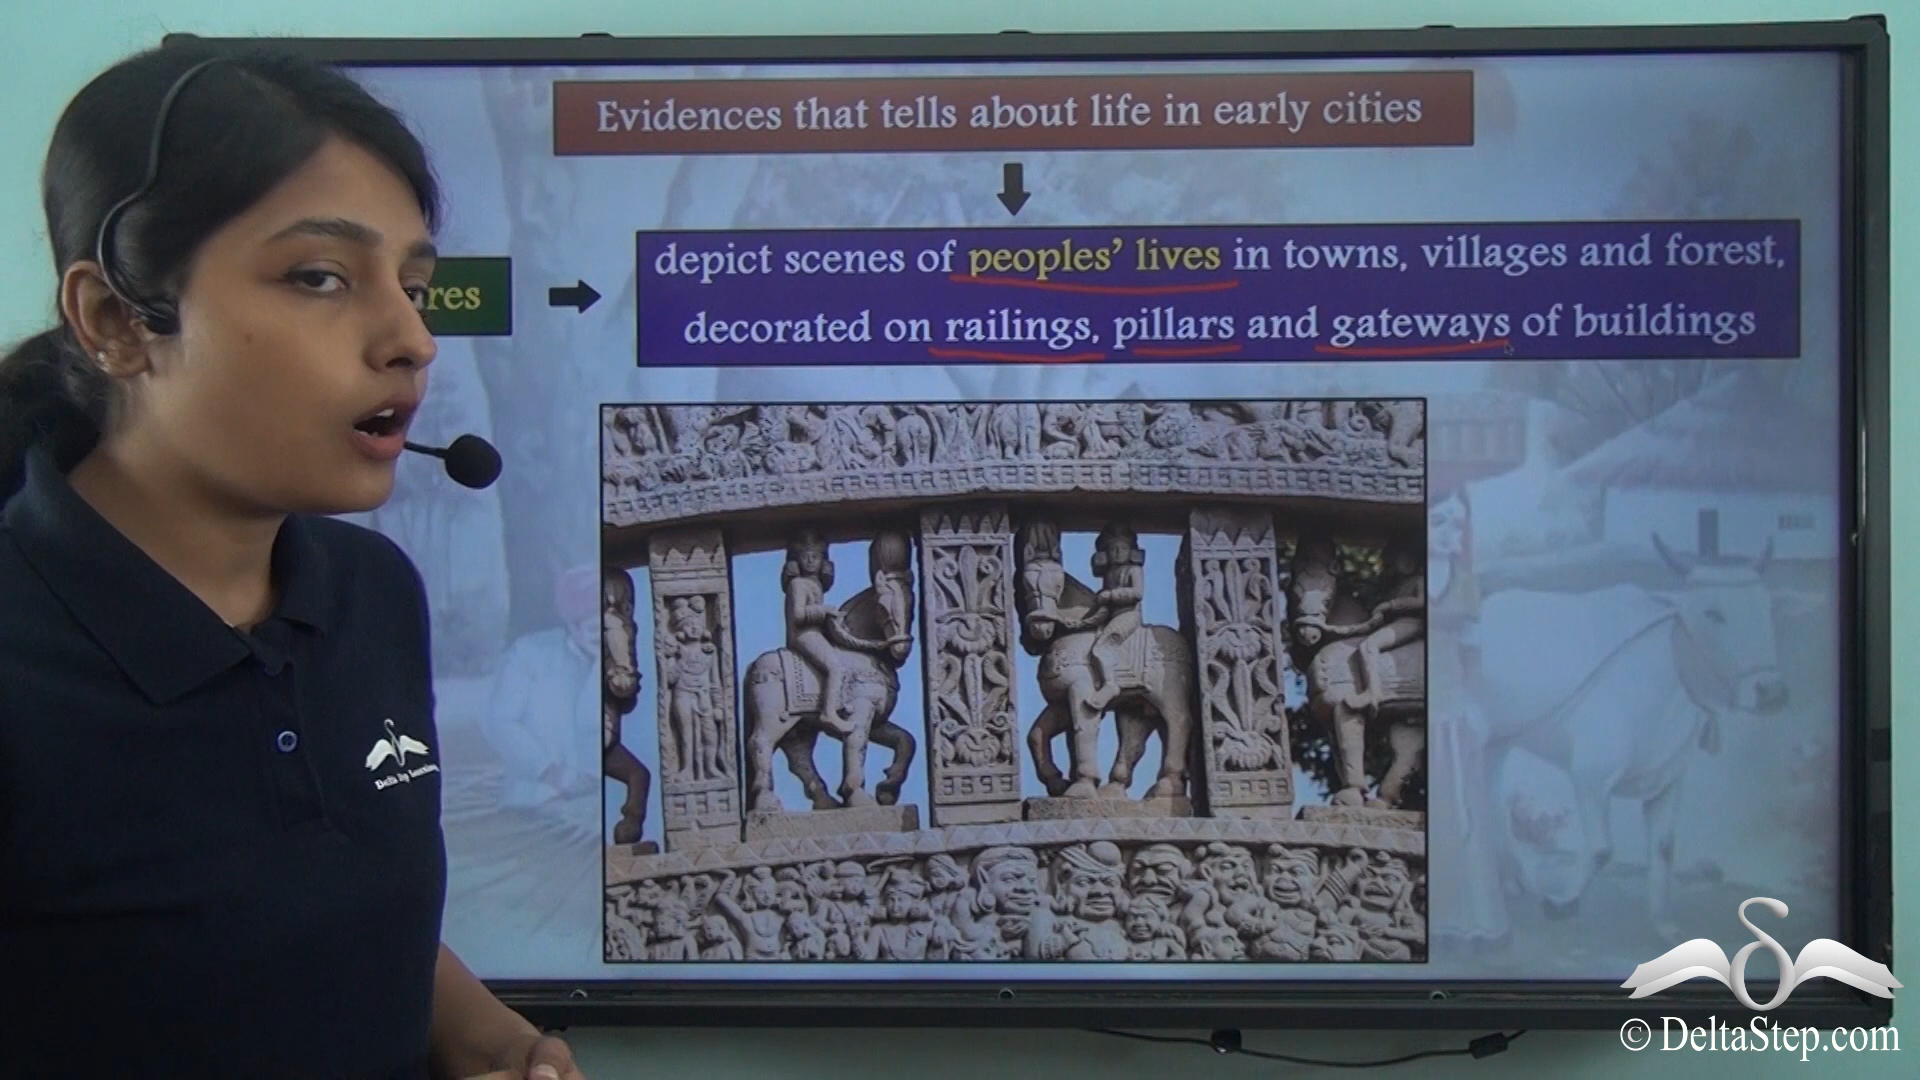 Evidences that tells about life in early cities
depict scenes of peoples' lives in towns, villages and forest,
decorated on railings, pillars and gateways of buildings
© DeltaStep.com